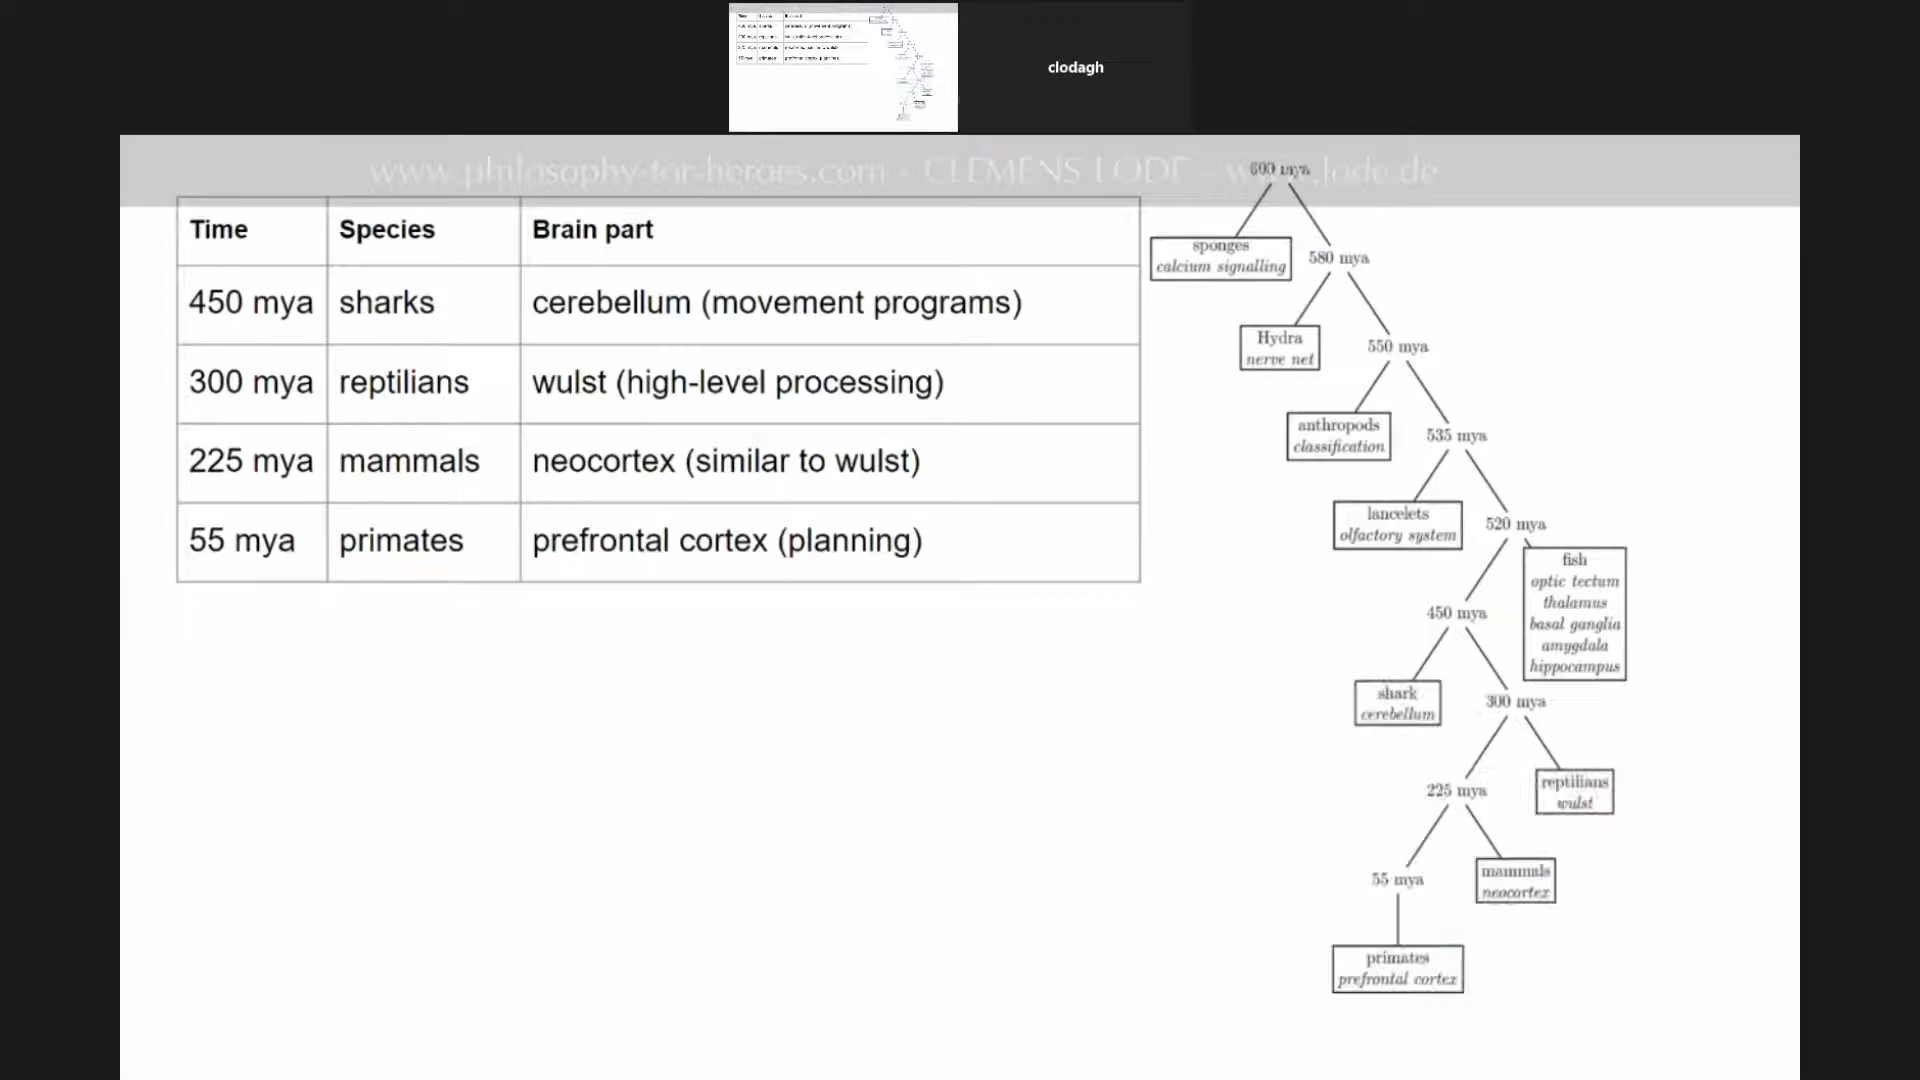 clodagh
www.philosophy-for-heroes.com - CLEMENS LODE - www.lode.de
Time Species Brain part
450 mya sharks cerebellum (movement programs)
300 mya reptilians wulst (high-level processing)
225 mya mammals neocortex (similar to wulst)
55 mya primates prefrontal cortex (planning)
600 mya
sponges
calcium signalling
580 mya
Hydra
nerve net
550 mya
anthropods
classification
535 mya
lancelets
olfactory system
520 mya
fish
optic tectum
thalamus
basal ganglia
amygdala
hippocampus
450 mya
shark
cerebellum
300 mya
reptilians
wulst
225 mya
mammals
neocortex
55 mya
primates
prefrontal cortex